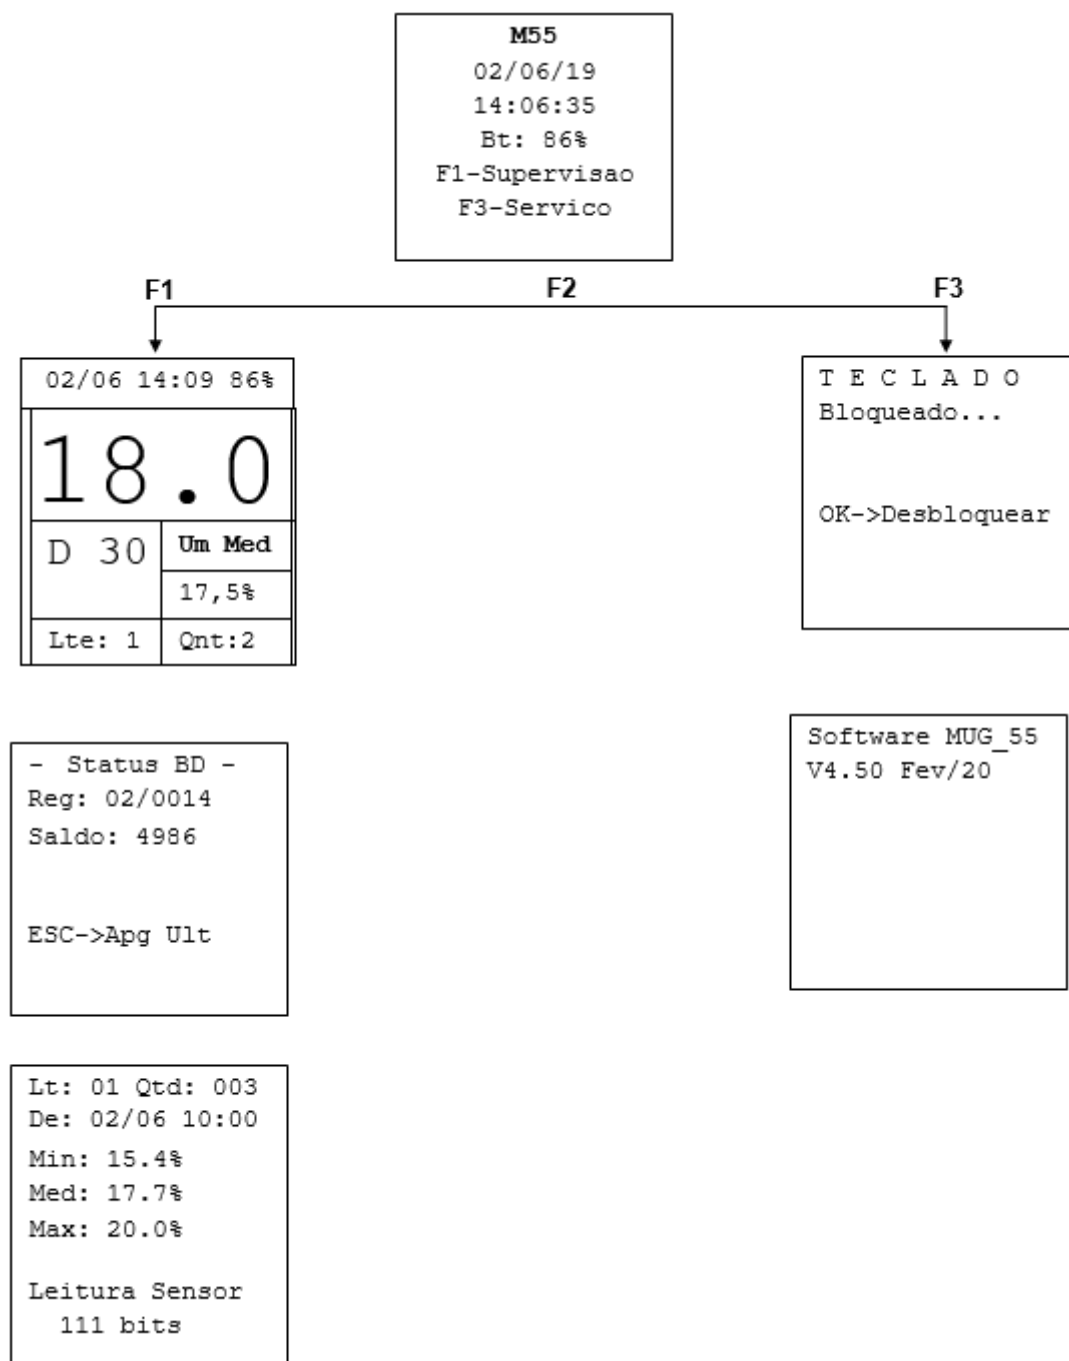 M55
02/06/19
14:06:35
Bt: 86%
F1-Supervisao
F3-Servico
F1
F2
F3
02/06 14:09 86%
18.0
D 30
Um Med
17,5%
Lte: 1
Qnt:2
T E C L A D O
Bloqueado...
OK->Desbloquear
- Status BD -
Reg: 02/0014
Saldo: 4986
ESC->Apg Ult
Software MUG_55
V4.50 Fev/20
Lt: 01 Qtd: 003
De: 02/06 10:00
Min: 15.4%
Med: 17.7%
Max: 20.0%
Leitura Sensor
111 bits